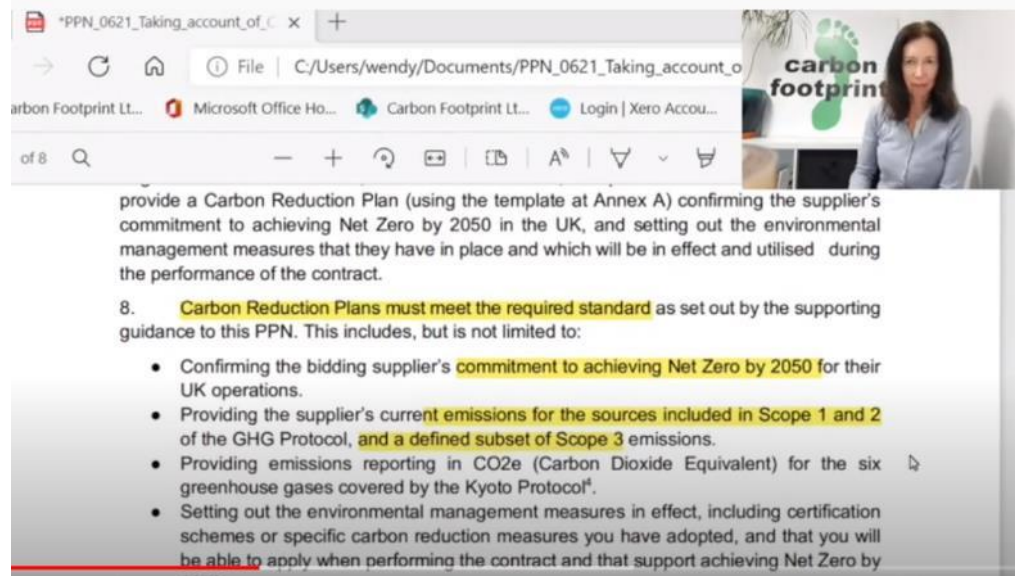 *PPN_0621_Taking_account_of_C
File C:/Users/wendy/Documents/PPN_0621_Taking_account_o
carbon
footprint
arbon Footprint Lt... Microsoft Office Ho... Carbon Footprint Lt... Login | Xero Accou...
of 8
provide a Carbon Reduction Plan (using the template at Annex A) confirming the supplier's
commitment to achieving Net Zero by 2050 in the UK, and setting out the environmental
management measures that they have in place and which will be in effect and utilised during
the performance of the contract.
8. Carbon Reduction Plans must meet the required standard as set out by the supporting
guidance to this PPN. This includes, but is not limited to:
• Confirming the bidding supplier's commitment to achieving Net Zero by 2050 for their
UK operations.
• Providing the supplier's current emissions for the sources included in Scope 1 and 2
of the GHG Protocol, and a defined subset of Scope 3 emissions.
• Providing emissions reporting in CO2e (Carbon Dioxide Equivalent) for the six
greenhouse gases covered by the Kyoto Protocol⁴.
• Setting out the environmental management measures in effect, including certification
schemes or specific carbon reduction measures you have adopted, and that you will
be able to apply when performing the contract and that support achieving Net Zero by